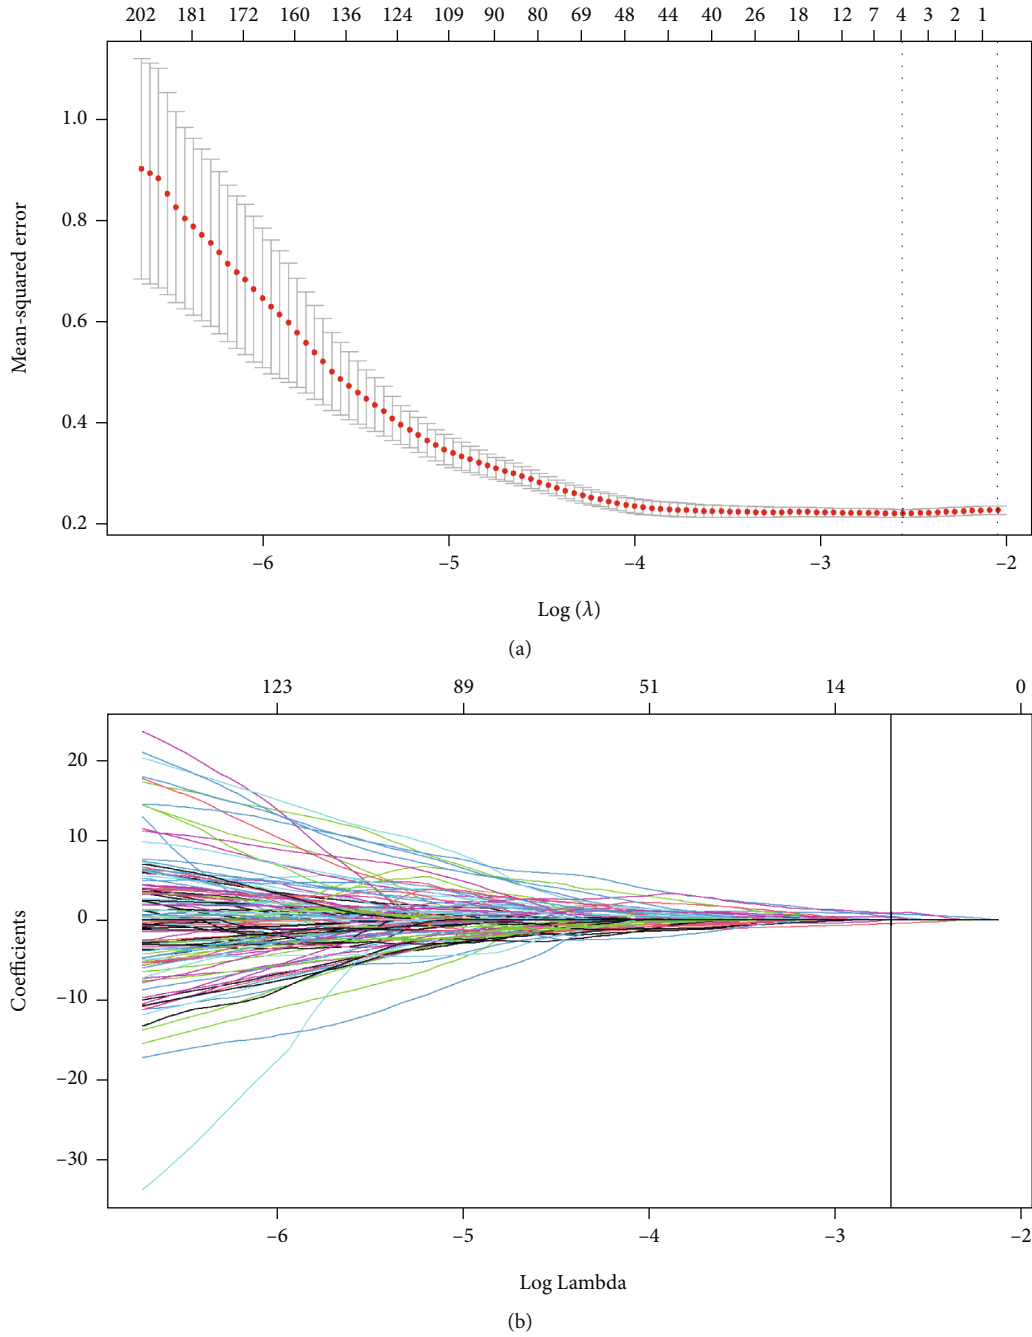 202 181 172 160 136 124 109 90 80 69 48 44 40 26 18 12 7 4 3 2 1
1.0
0.8
0.6
0.4
0.2
Mean-squared error
–6 –5 –4 –3 –2
Log (λ)
(a)
123 89 51 14 0
20
10
0
–10
–20
–30
Coefficients
–6 –5 –4 –3 –2
Log Lambda
(b)